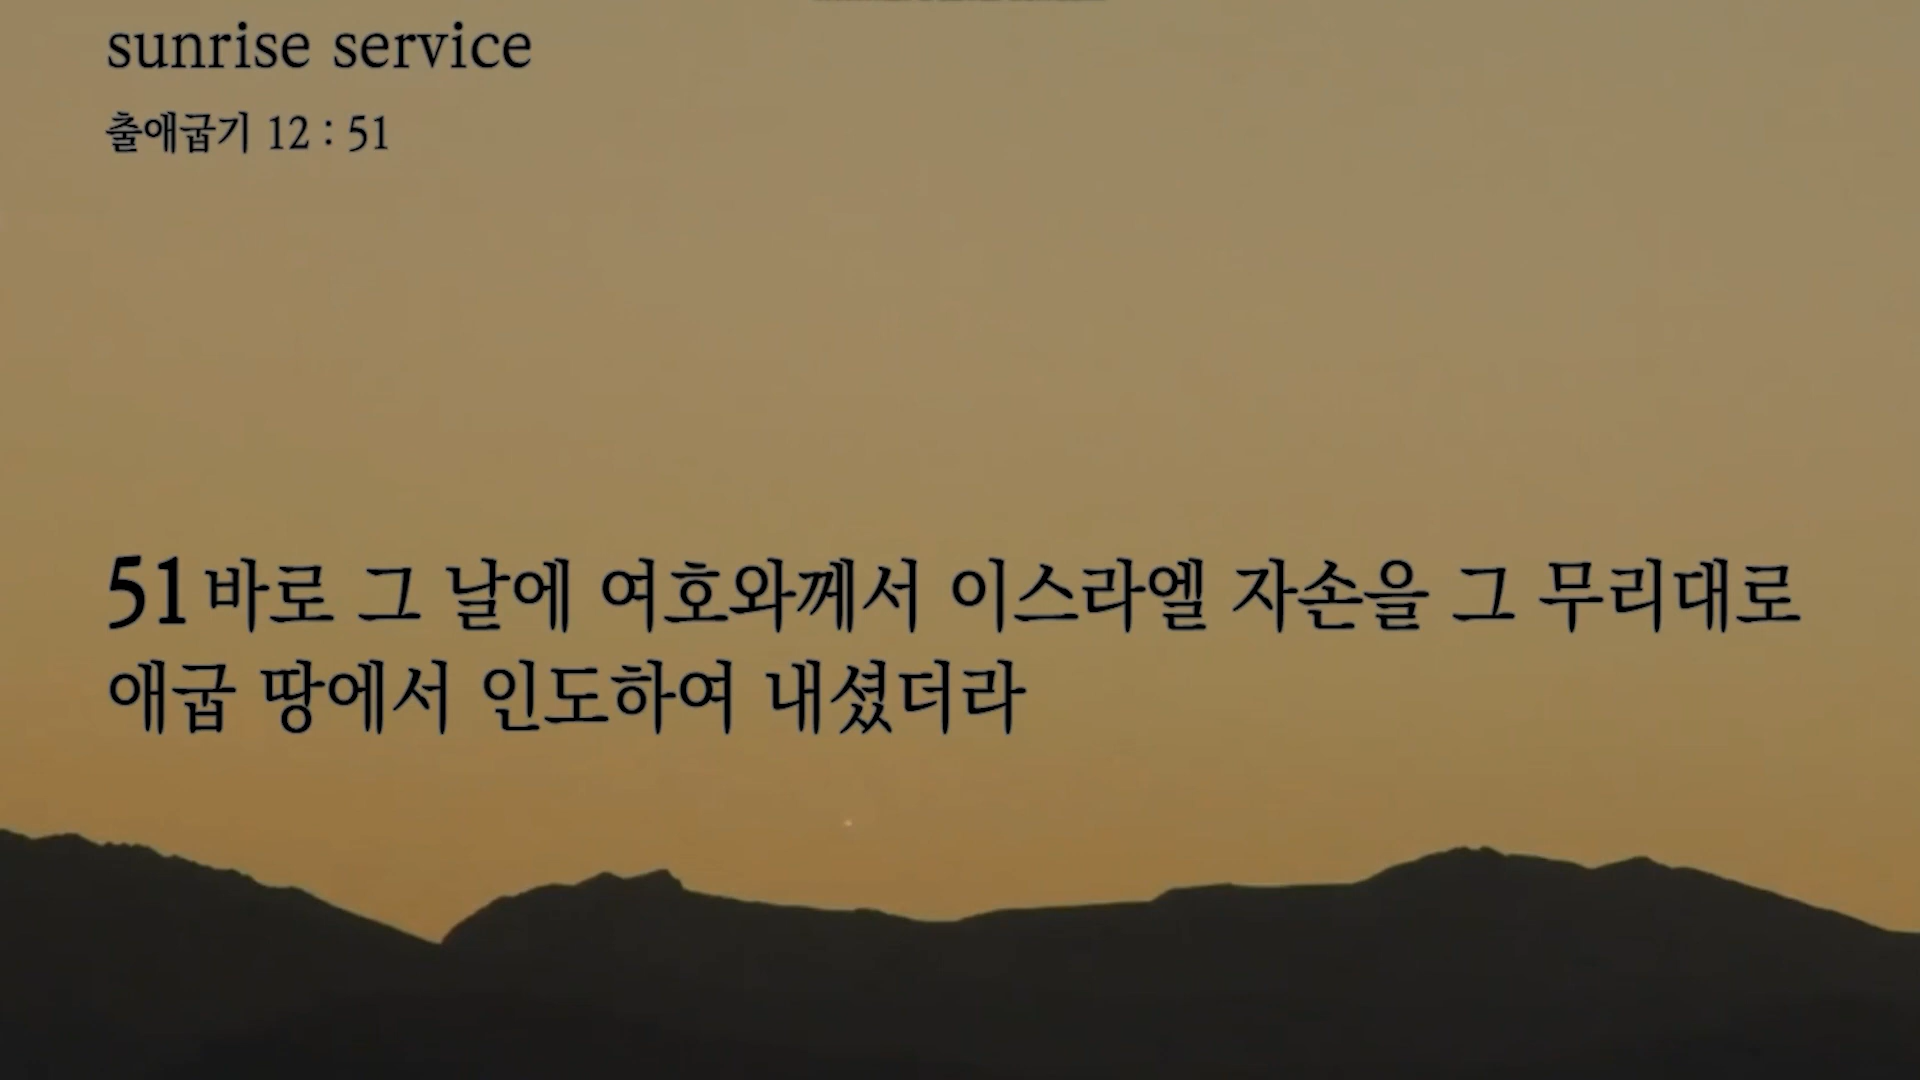 sunrise service
출애굽기 12 : 51
51 바로 그 날에 여호와께서 이스라엘 자손을 그 무리대로
애굽 땅에서 인도하여 내셨더라